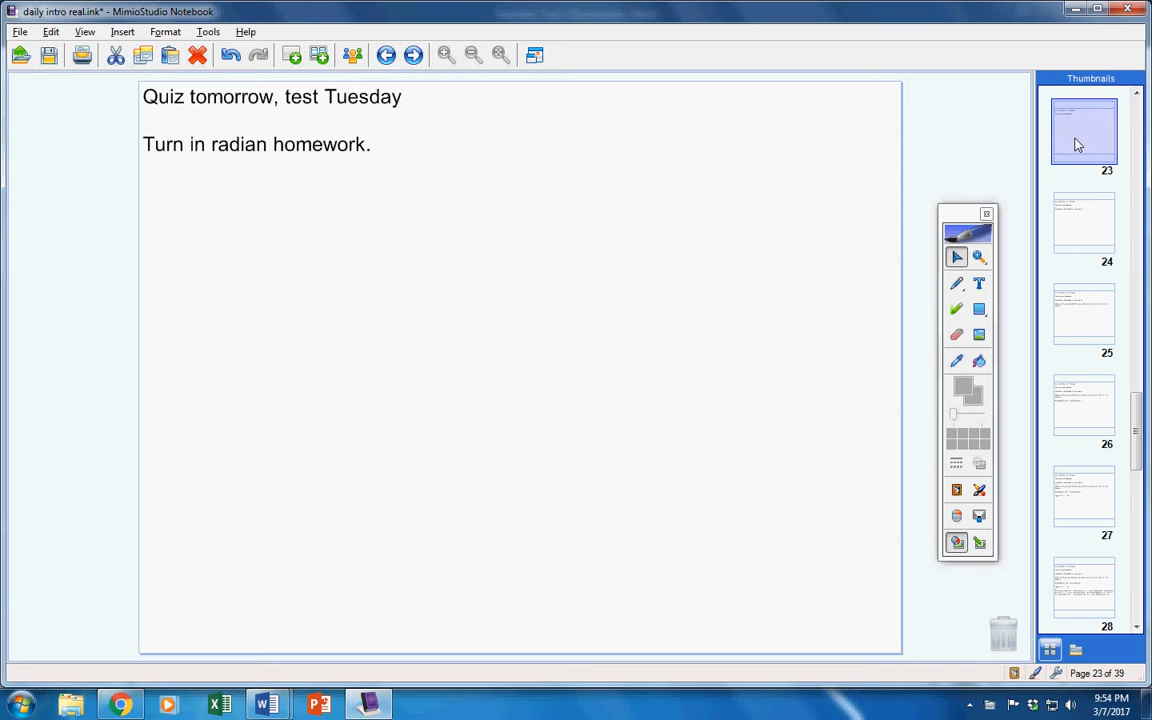 daily intro real.ink* - MimioStudio Notebook
File Edit View Insert Format Tools Help
Thumbnails
Quiz tomorrow, test Tuesday
Turn in radian homework.
23
24
25
26
27
28
Page 23 of 39
9:54 PM
3/7/2017